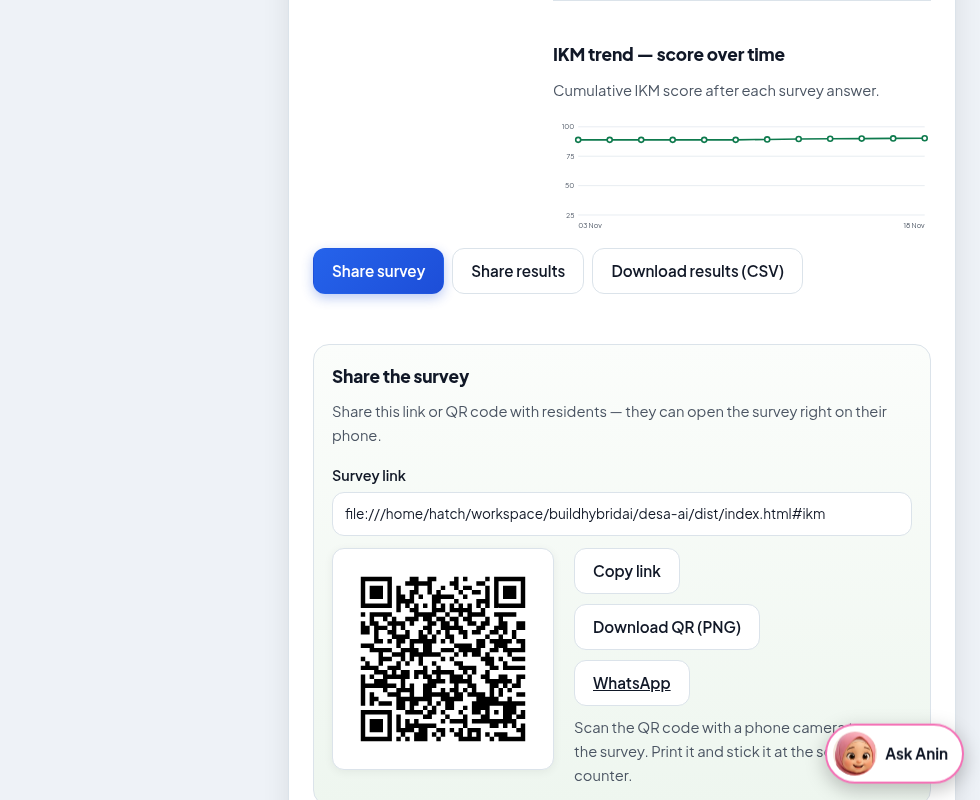 IKM trend — score over time
Cumulative IKM score after each survey answer.
100
75
50
25
03 Nov
18 Nov
Share survey
Share results
Download results (CSV)
Share the survey
Share this link or QR code with residents — they can open the survey right on their
phone.
Survey link
file:///home/hatch/workspace/buildhybridai/desa-ai/dist/index.html#ikm
Copy link
Download QR (PNG)
WhatsApp
Scan the QR code with a phone camera
the survey. Print it and stick it at the
counter.
Ask Anin